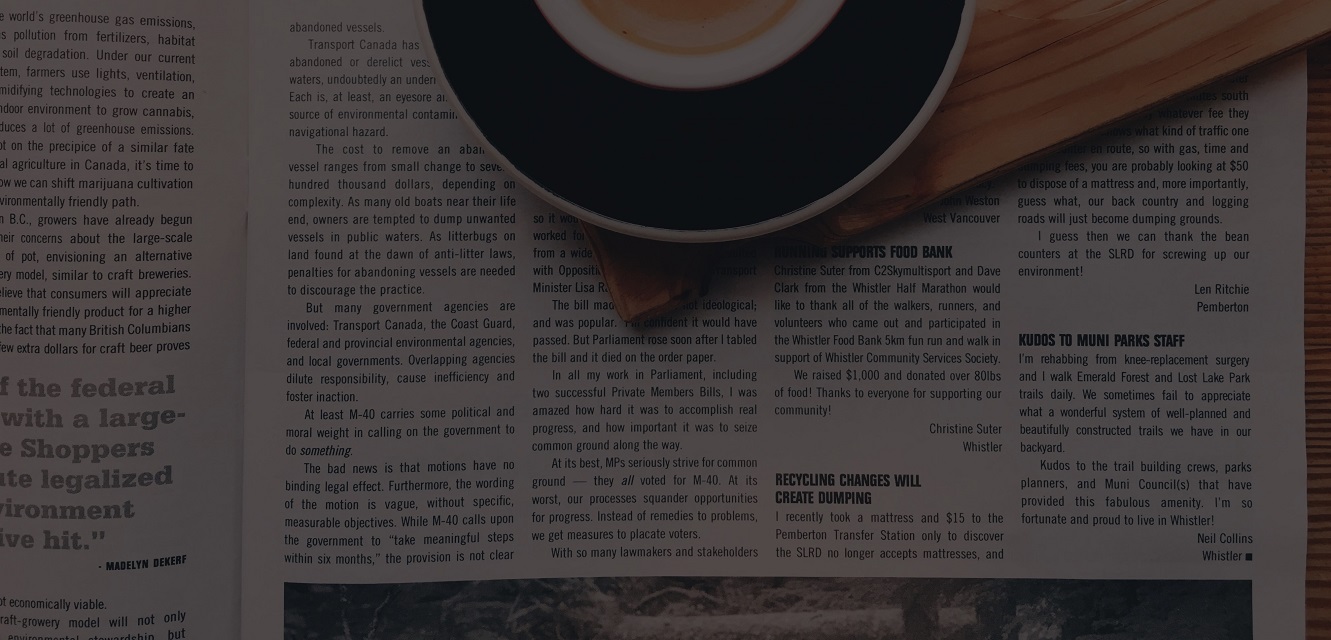 e world's greenhouse gas emissions,
s pollution from fertilizers, habitat
soil degradation. Under our current
tem, farmers use lights, ventilation,
midifying technologies to create an
ndoor environment to grow cannabis,
duces a lot of greenhouse emissions.
ot on the precipice of a similar fate
al agriculture in Canada, it's time to
ow we can shift marijuana cultivation
vironmentally friendly path.
n B.C., growers have already begun
heir concerns about the large-scale
of pot, envisioning an alternative
ery model, similar to craft breweries.
elieve that consumers will appreciate
mentally friendly product for a higher
the fact that many British Columbians
few extra dollars for craft beer proves
f the federal
with a large-
e Shoppers
ute legalized
vironment
ive hit."
- MADELYN DEKERF
ot economically viable.
raft-growery model will not only
environmental stewardship but
abandoned vessels.
Transport Canada has
abandoned or derelict
waters, undoubtedly an
Each is, at least, an eyesore
source of environmental
navigational hazard.
The cost to remove an
vessel ranges from small change to
hundred thousand dollars, depending on
complexity. As many old boats near their life
end, owners are tempted to dump unwanted
vessels in public waters. As litterbugs on
land found at the dawn of anti-litter laws,
penalties for abandoning vessels are needed
to discourage the practice.
But many government agencies are
involved: Transport Canada, the Coast Guard,
federal and provincial environmental agencies,
and local governments. Overlapping agencies
dilute responsibility, cause inefficiency and
foster inaction.
At least M-40 carries some political and
moral weight in calling on the government to
do something.
The bad news is that motions have no
binding legal effect. Furthermore, the wording
of the motion is vague, without specific,
measurable objectives. While M-40 calls upon
the government to "take meaningful steps
within six months," the provision is not clear
so it
worked
from a wide
with
Minister Lisa
The bill ideological;
and was popular. I'm confident it would have
passed. But Parliament rose soon after I tabled
the bill and it died on the order paper.
In all my work in Parliament, including
two successful Private Members Bills, I was
amazed how hard it was to accomplish real
progress, and how important it was to seize
common ground along the way.
At its best, MPs seriously strive for common
ground — they all voted for M-40. At its
worst, our processes squander opportunities
for progress. Instead of remedies to problems,
we get measures to placate voters.
With so many lawmakers and stakeholders
John Weston
West Vancouver
RUNNING SUPPORTS FOOD BANK
Christine Suter from C2Skymultisport and Dave
Clark from the Whistler Half Marathon would
like to thank all of the walkers, runners, and
volunteers who came out and participated in
the Whistler Food Bank 5km fun run and walk in
support of Whistler Community Services Society.
We raised $1,000 and donated over 80lbs
of food! Thanks to everyone for supporting our
community!
Christine Suter
Whistler
RECYCLING CHANGES WILL
CREATE DUMPING
I recently took a mattress and $15 to the
Pemberton Transfer Station only to discover
the SLRD no longer accepts mattresses, and
south
whatever fee they
what kind of traffic one
en route, so with gas, time and
dumping fees, you are probably looking at $50
to dispose of a mattress and, more importantly,
guess what, our back country and logging
roads will just become dumping grounds.
I guess then we can thank the bean
counters at the SLRD for screwing up our
environment!
Len Ritchie
Pemberton
KUDOS TO MUNI PARKS STAFF
I'm rehabbing from knee-replacement surgery
and I walk Emerald Forest and Lost Lake Park
trails daily. We sometimes fail to appreciate
what a wonderful system of well-planned and
beautifully constructed trails we have in our
backyard.
Kudos to the trail building crews, parks
planners, and Muni Council(s) that have
provided this fabulous amenity. I'm so
fortunate and proud to live in Whistler!
Neil Collins
Whistler